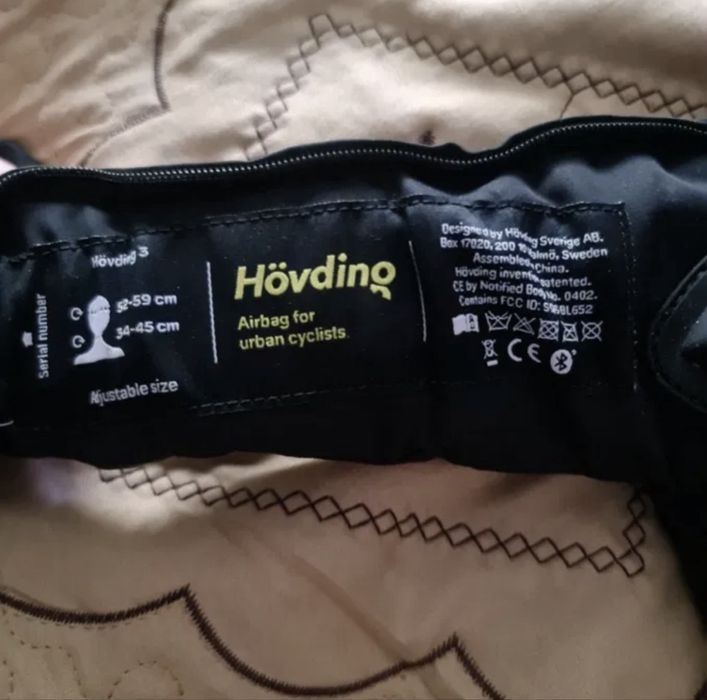 Serial number
Hövding 3
52-59 cm
34-45 cm
Adjustable size
Hövding
Airbag for
urban cyclists.
Designed by Hövding Sverige AB.
Box 17020, 200 10 Malmö, Sweden
Assembled China.
Hövding invention patented.
CE by Notified Body No. 0402.
Contains FCC ID:
CE